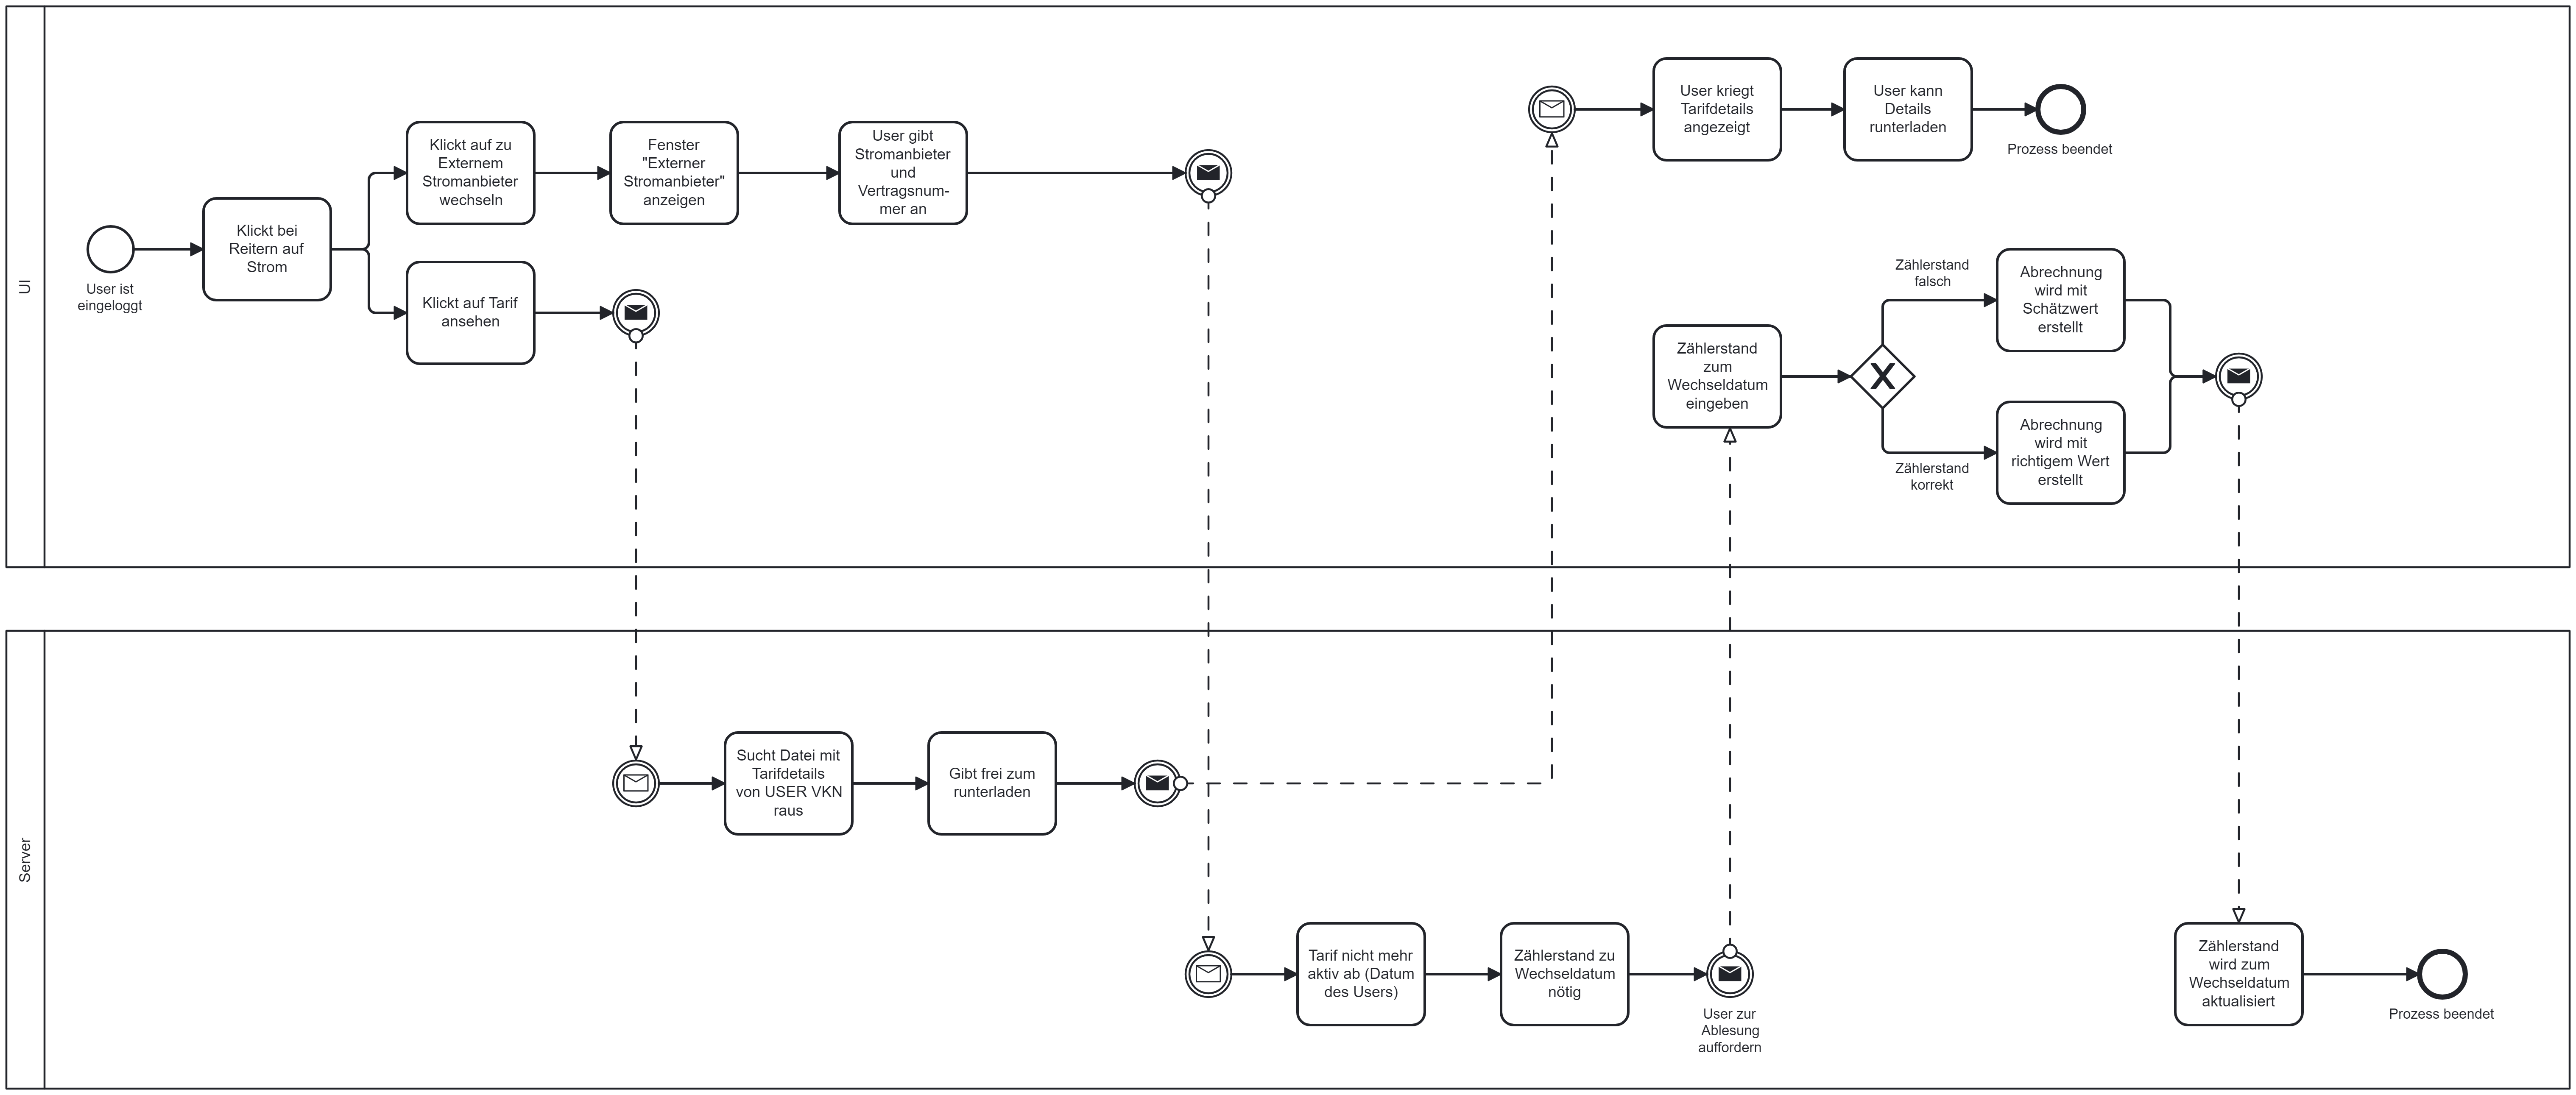 UI
User ist
eingeloggt
Klickt bei
Reitern auf
Strom
Klickt auf zu
Externem
Stromanbieter
wechseln
Fenster
"Externer
Stromanbieter"
anzeigen
User gibt
Stromanbieter
und
Vertragsnum-
mer an
Klickt auf Tarif
ansehen
User kriegt
Tarifdetails
angezeigt
User kann
Details
runterladen
Prozess beendet
Zählerstand
zum
Wechseldatum
eingeben
X
Zählerstand
falsch
Abrechnung
wird mit
Schätzwert
erstellt
Zählerstand
korrekt
Abrechnung
wird mit
richtigem Wert
erstellt
Server
Sucht Datei mit
Tarifdetails
von USER VKN
raus
Gibt frei zum
runterladen
Tarif nicht mehr
aktiv ab (Datum
des Users)
Zählerstand zu
Wechseldatum
nötig
User zur
Ablesung
auffordern
Zählerstand
wird zum
Wechseldatum
aktualisiert
Prozess beendet